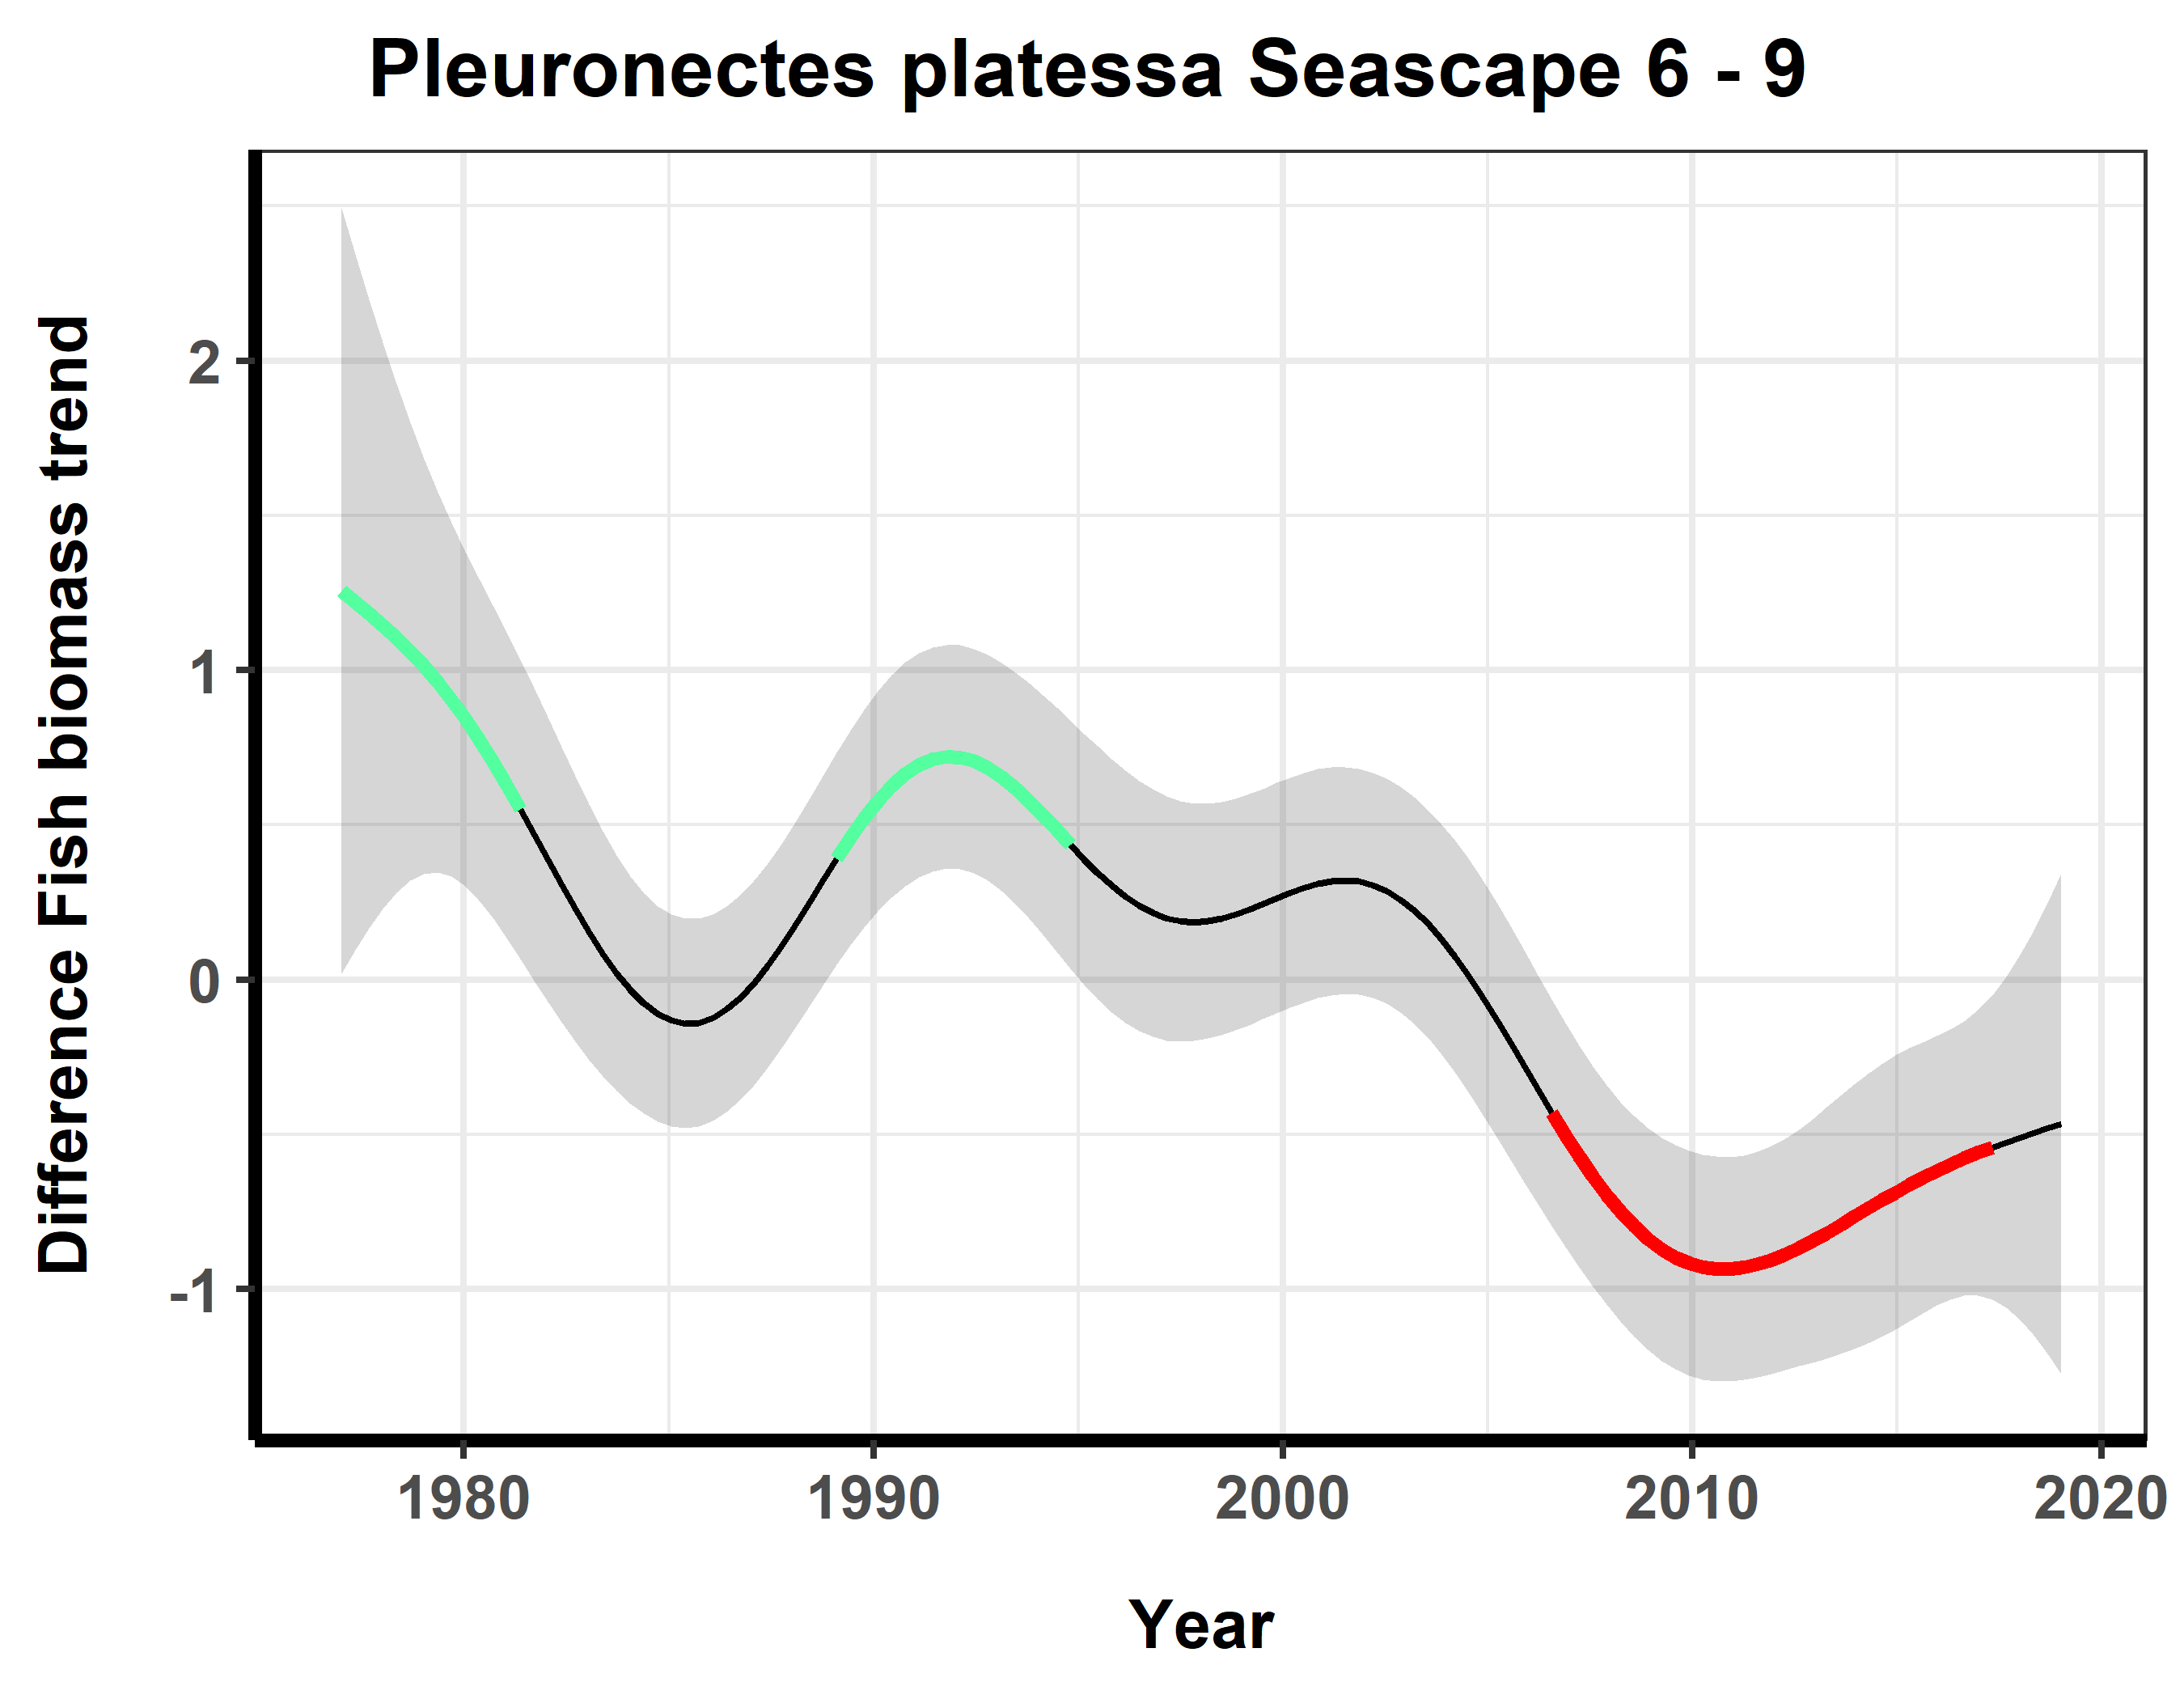 Pleuronectes platessa Seascape 6 - 9
Difference Fish biomass trend
2
1
0
-1
1980 1990 2000 2010 2020
Year